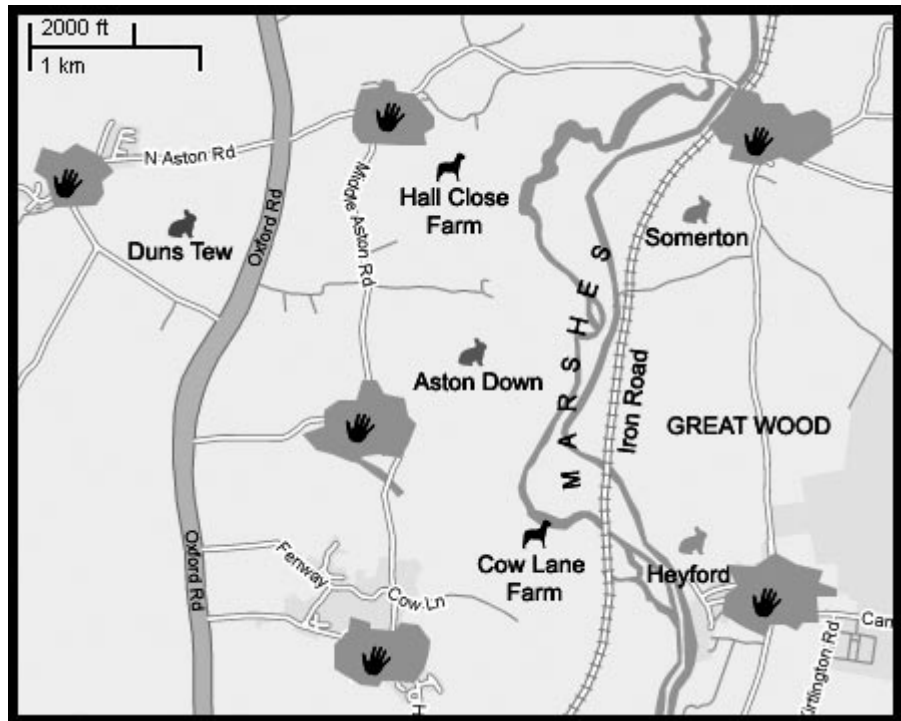 2000 ft
1 km
N Aston Rd
Middle Aston Rd
Hall Close
Farm
Duns Tew
Oxford Rd
Somerton
MARSHES
Aston Down
Iron Road
GREAT WOOD
Oxford Rd
Fenway
Cow Ln
Cow Lane
Farm
Heyford
Cam
Kirtlington Rd
H